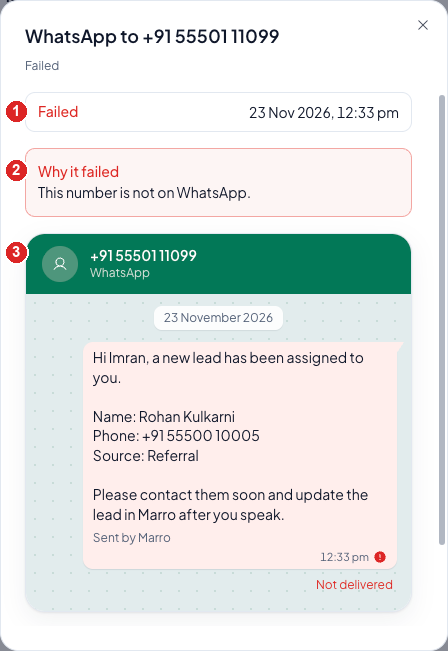 WhatsApp to +91 55501 11099
Failed
1
Failed
23 Nov 2026, 12:33 pm
2
Why it failed
This number is not on WhatsApp.
3
+91 55501 11099
WhatsApp
23 November 2026
Hi Imran, a new lead has been assigned to
you.
Name: Rohan Kulkarni
Phone: +91 55500 10005
Source: Referral
Please contact them soon and update the
lead in Marro after you speak.
Sent by Marro
12:33 pm
Not delivered